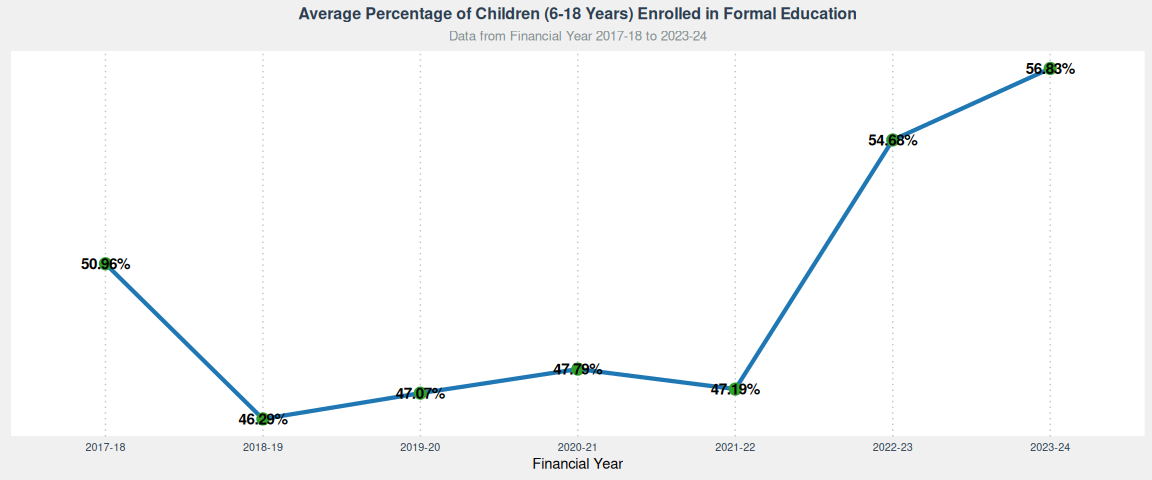 Average Percentage of Children (6-18 Years) Enrolled in Formal Education
Data from Financial Year 2017-18 to 2023-24
56.83%
54.68%
50.96%
47.79%
47.19%
47.07%
46.29%
2017-18 2018-19 2019-20 2020-21 2021-22 2022-23 2023-24
Financial Year